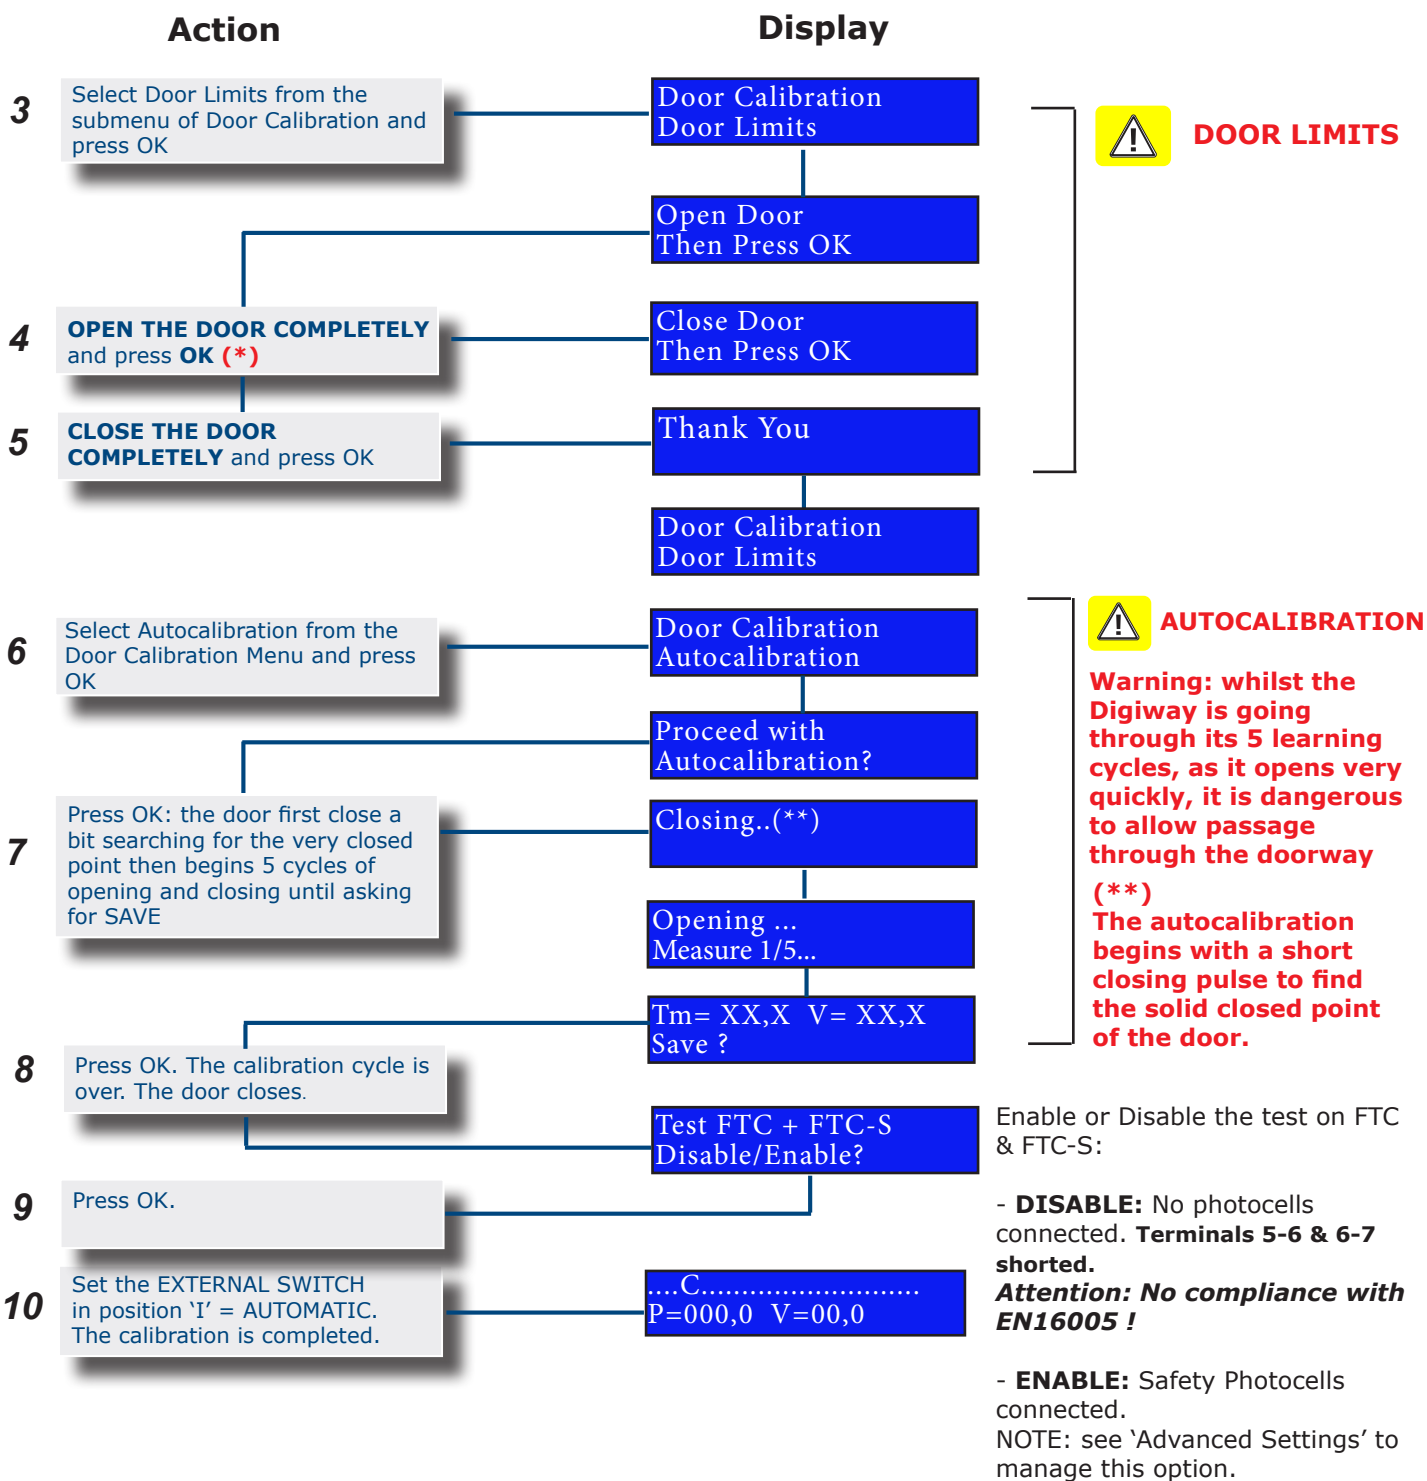 Action
Display
3
Select Door Limits from the
submenu of Door Calibration and
press OK
Door Calibration
Door Limits
DOOR LIMITS
Open Door
Then Press OK
4
OPEN THE DOOR COMPLETELY
and press OK (*)
Close Door
Then Press OK
5
CLOSE THE DOOR
COMPLETELY and press OK
Thank You
Door Calibration
Door Limits
6
Select Autocalibration from the
Door Calibration Menu and press
OK
Door Calibration
Autocalibration
AUTOCALIBRATION
Warning: whilst the
Digiway is going
through its 5 learning
cycles, as it opens very
quickly, it is dangerous
to allow passage
through the doorway
(**)
The autocalibration
begins with a short
closing pulse to find
the solid closed point
of the door.
Proceed with
Autocalibration?
7
Press OK: the door first close a
bit searching for the very closed
point then begins 5 cycles of
opening and closing until asking
for SAVE
Closing..(**)
Opening ...
Measure 1/5...
Tm= XX,X V= XX,X
Save ?
8
Press OK. The calibration cycle is
over. The door closes.
Test FTC + FTC-S
Disable/Enable?
Enable or Disable the test on FTC
& FTC-S:
- DISABLE: No photocells
connected. Terminals 5-6 & 6-7
shorted.
Attention: No compliance with
EN16005 !
- ENABLE: Safety Photocells
connected.
NOTE: see ‘Advanced Settings’ to
manage this option.
9
Press OK.
10
Set the EXTERNAL SWITCH
in position ‘I’ = AUTOMATIC.
The calibration is completed.
....C...........................
P=000,0 V=00,0